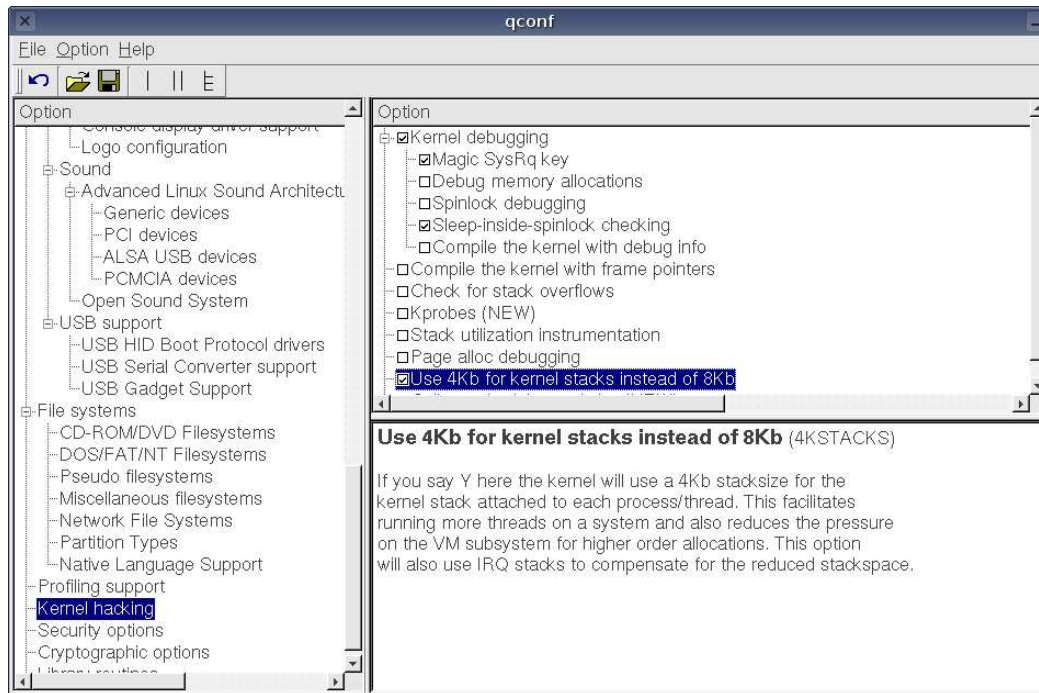 qconf
File Option Help
Option
Console display driver support
Logo configuration
Sound
Advanced Linux Sound Architectu
Generic devices
PCI devices
ALSA USB devices
PCMCIA devices
Open Sound System
USB support
USB HID Boot Protocol drivers
USB Serial Converter support
USB Gadget Support
File systems
CD-ROM/DVD Filesystems
DOS/FAT/NT Filesystems
Pseudo filesystems
Miscellaneous filesystems
Network File Systems
Partition Types
Native Language Support
Profiling support
Kernel hacking
Security options
Cryptographic options
Library routines
Option
Kernel debugging
Magic SysRq key
Debug memory allocations
Spinlock debugging
Sleep-inside-spinlock checking
Compile the kernel with debug info
Compile the kernel with frame pointers
Check for stack overflows
Kprobes (NEW)
Stack utilization instrumentation
Page alloc debugging
Use 4Kb for kernel stacks instead of 8Kb
Use 4Kb for kernel stacks instead of 8Kb (4KSTACKS)
If you say Y here the kernel will use a 4Kb stacksize for the
kernel stack attached to each process/thread. This facilitates
running more threads on a system and also reduces the pressure
on the VM subsystem for higher order allocations. This option
will also use IRQ stacks to compensate for the reduced stackspace.